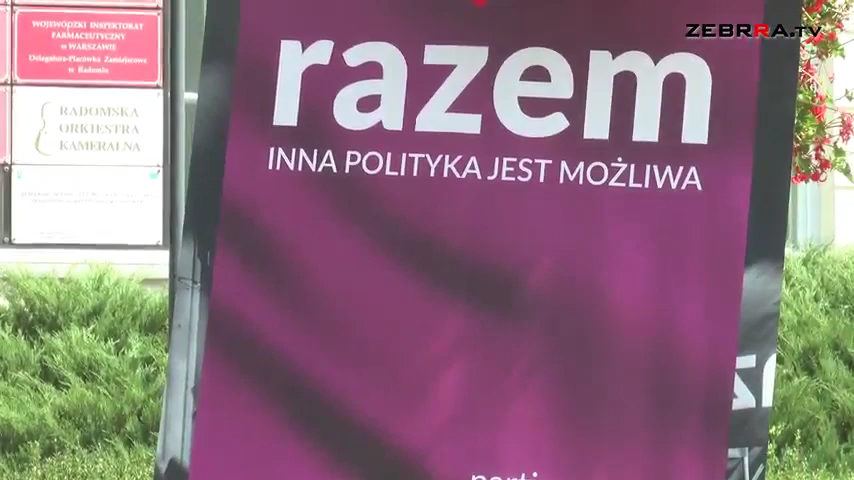 ZEBRRA.TV
WOJEWÓDZKI INSPEKTORAT
FARMACEUTYCZNY
w WARSZAWIE
Delegatura-Placówka Zamiejscowa
w Radomiu
RADOMSKA
ORKIESTRA
KAMERALNA
razem
INNA POLITYKA JEST MOŻLIWA